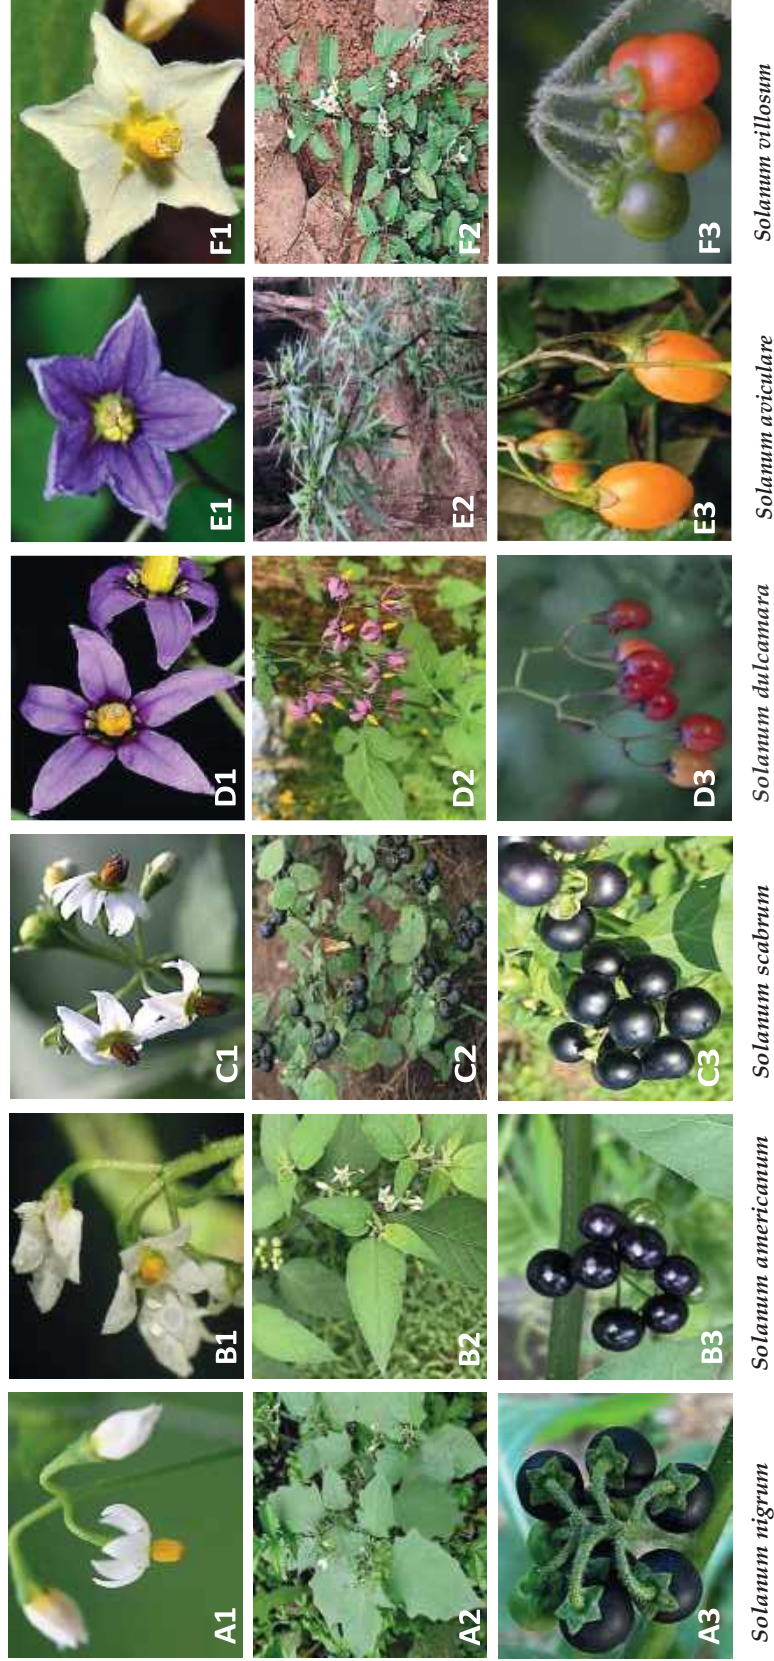 A1
B1
C1
D1
E1
F1
A2
B2
C2
D2
E2
F2
A3
B3
C3
D3
E3
F3
Solanum nigrum
Solanum americanum
Solanum scabrum
Solanum dulcamara
Solanum aviculare
Solanum villosum